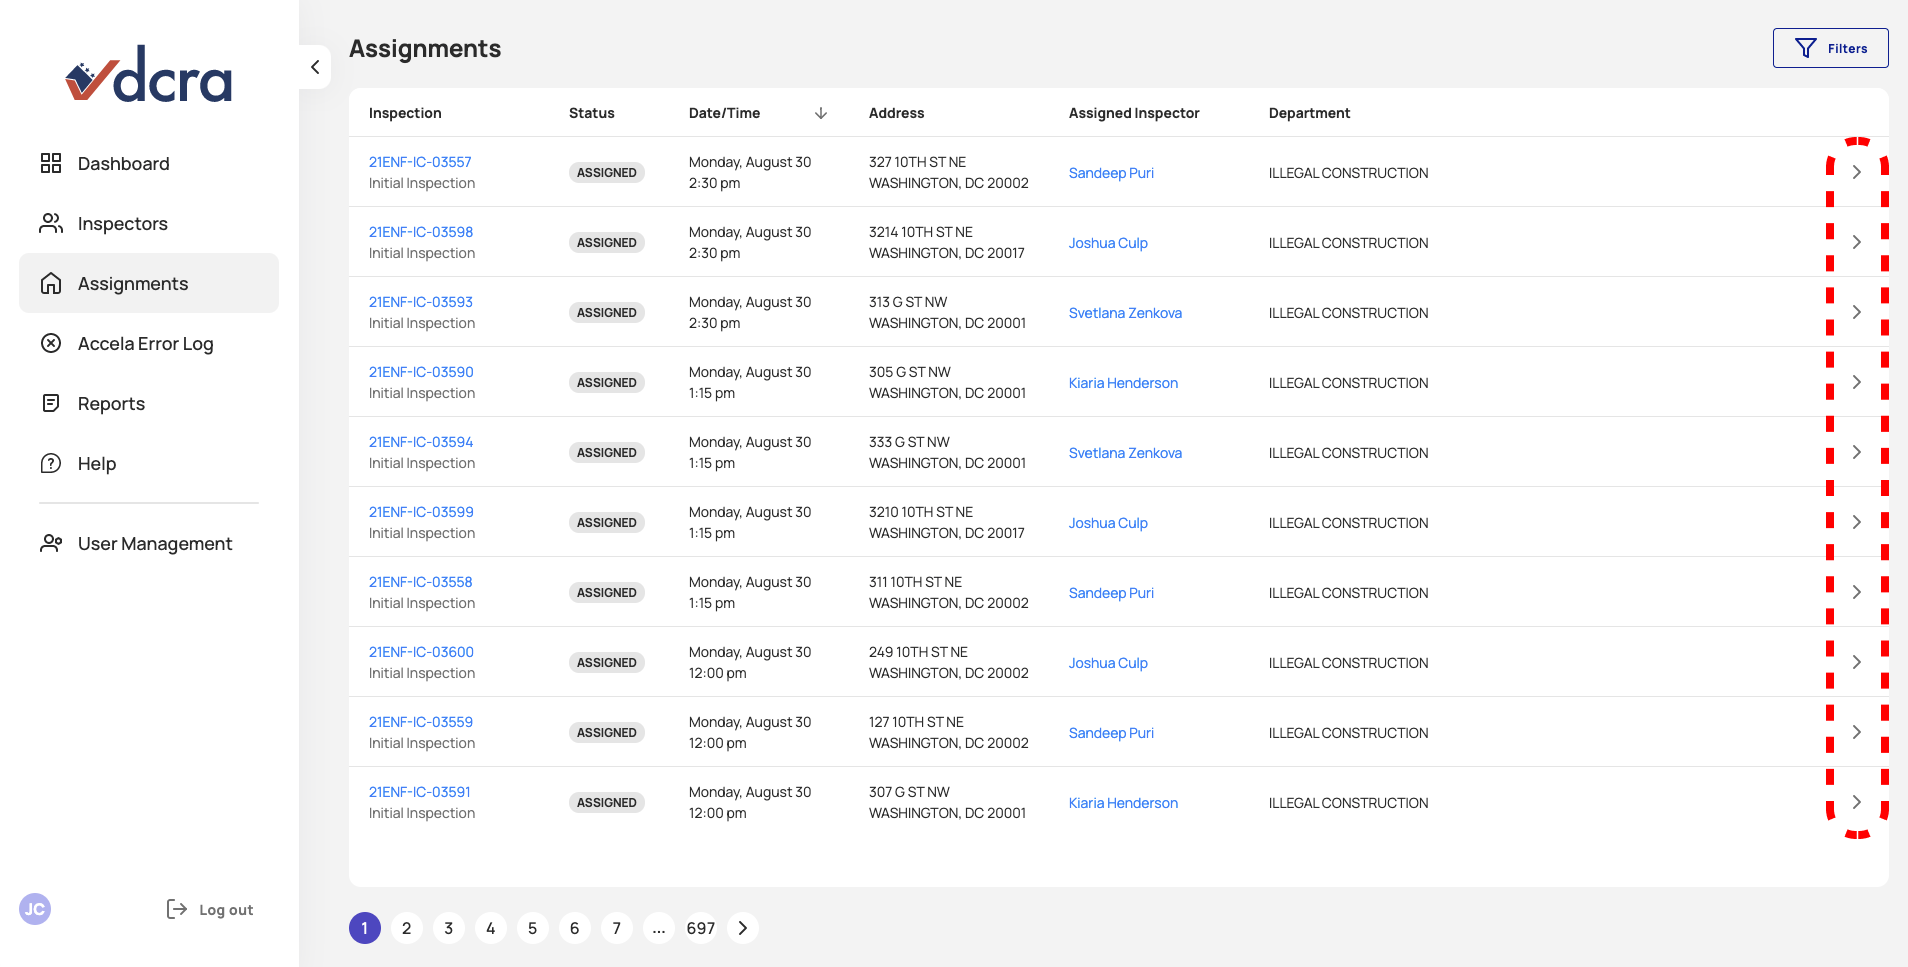 dcra
Dashboard
Inspectors
Assignments
Accela Error Log
Reports
Help
User Management
JC
Log out
Assignments
Filters
Inspection Status Date/Time Address Assigned Inspector Department
21ENF-IC-03557
Initial Inspection
ASSIGNED
Monday, August 30
2:30 pm
327 10TH ST NE
WASHINGTON, DC 20002
Sandeep Puri
ILLEGAL CONSTRUCTION
21ENF-IC-03598
Initial Inspection
ASSIGNED
Monday, August 30
2:30 pm
3214 10TH ST NE
WASHINGTON, DC 20017
Joshua Culp
ILLEGAL CONSTRUCTION
21ENF-IC-03593
Initial Inspection
ASSIGNED
Monday, August 30
2:30 pm
313 G ST NW
WASHINGTON, DC 20001
Svetlana Zenkova
ILLEGAL CONSTRUCTION
21ENF-IC-03590
Initial Inspection
ASSIGNED
Monday, August 30
1:15 pm
305 G ST NW
WASHINGTON, DC 20001
Kiaria Henderson
ILLEGAL CONSTRUCTION
21ENF-IC-03594
Initial Inspection
ASSIGNED
Monday, August 30
1:15 pm
333 G ST NW
WASHINGTON, DC 20001
Svetlana Zenkova
ILLEGAL CONSTRUCTION
21ENF-IC-03599
Initial Inspection
ASSIGNED
Monday, August 30
1:15 pm
3210 10TH ST NE
WASHINGTON, DC 20017
Joshua Culp
ILLEGAL CONSTRUCTION
21ENF-IC-03558
Initial Inspection
ASSIGNED
Monday, August 30
1:15 pm
311 10TH ST NE
WASHINGTON, DC 20002
Sandeep Puri
ILLEGAL CONSTRUCTION
21ENF-IC-03600
Initial Inspection
ASSIGNED
Monday, August 30
12:00 pm
249 10TH ST NE
WASHINGTON, DC 20002
Joshua Culp
ILLEGAL CONSTRUCTION
21ENF-IC-03559
Initial Inspection
ASSIGNED
Monday, August 30
12:00 pm
127 10TH ST NE
WASHINGTON, DC 20002
Sandeep Puri
ILLEGAL CONSTRUCTION
21ENF-IC-03591
Initial Inspection
ASSIGNED
Monday, August 30
12:00 pm
307 G ST NW
WASHINGTON, DC 20001
Kiaria Henderson
ILLEGAL CONSTRUCTION
1 2 3 4 5 6 7 ... 697